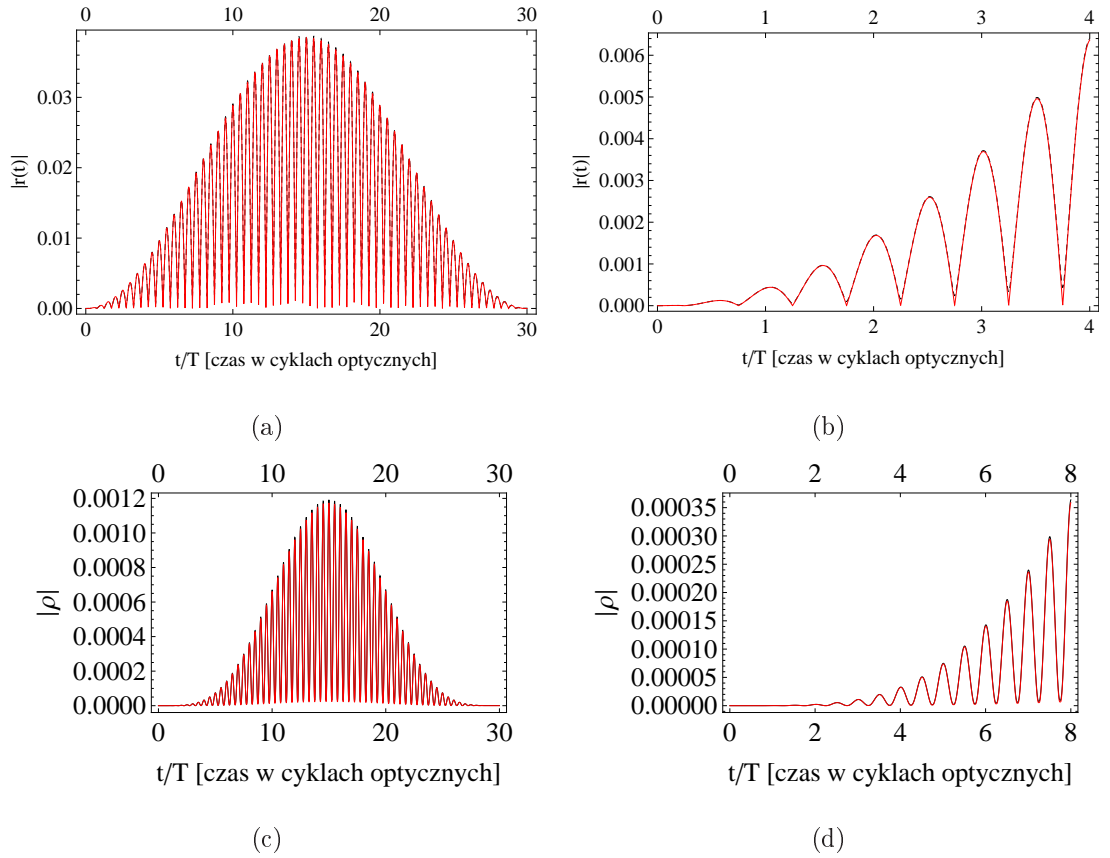 0 10 20 30
|r(t)|
0.03
0.02
0.01
0.00
0 10 20 30
t/T [czas w cyklach optycznych]
(a)
0 1 2 3 4
|r(t)|
0.006
0.005
0.004
0.003
0.002
0.001
0.000
0 1 2 3 4
t/T [czas w cyklach optycznych]
(b)
0 10 20 30
|ρ|
0.0012
0.0010
0.0008
0.0006
0.0004
0.0002
0.0000
0 10 20 30
t/T [czas w cyklach optycznych]
(c)
0 2 4 6 8
|ρ|
0.00035
0.00030
0.00025
0.00020
0.00015
0.00010
0.00005
0.00000
0 2 4 6 8
t/T [czas w cyklach optycznych]
(d)